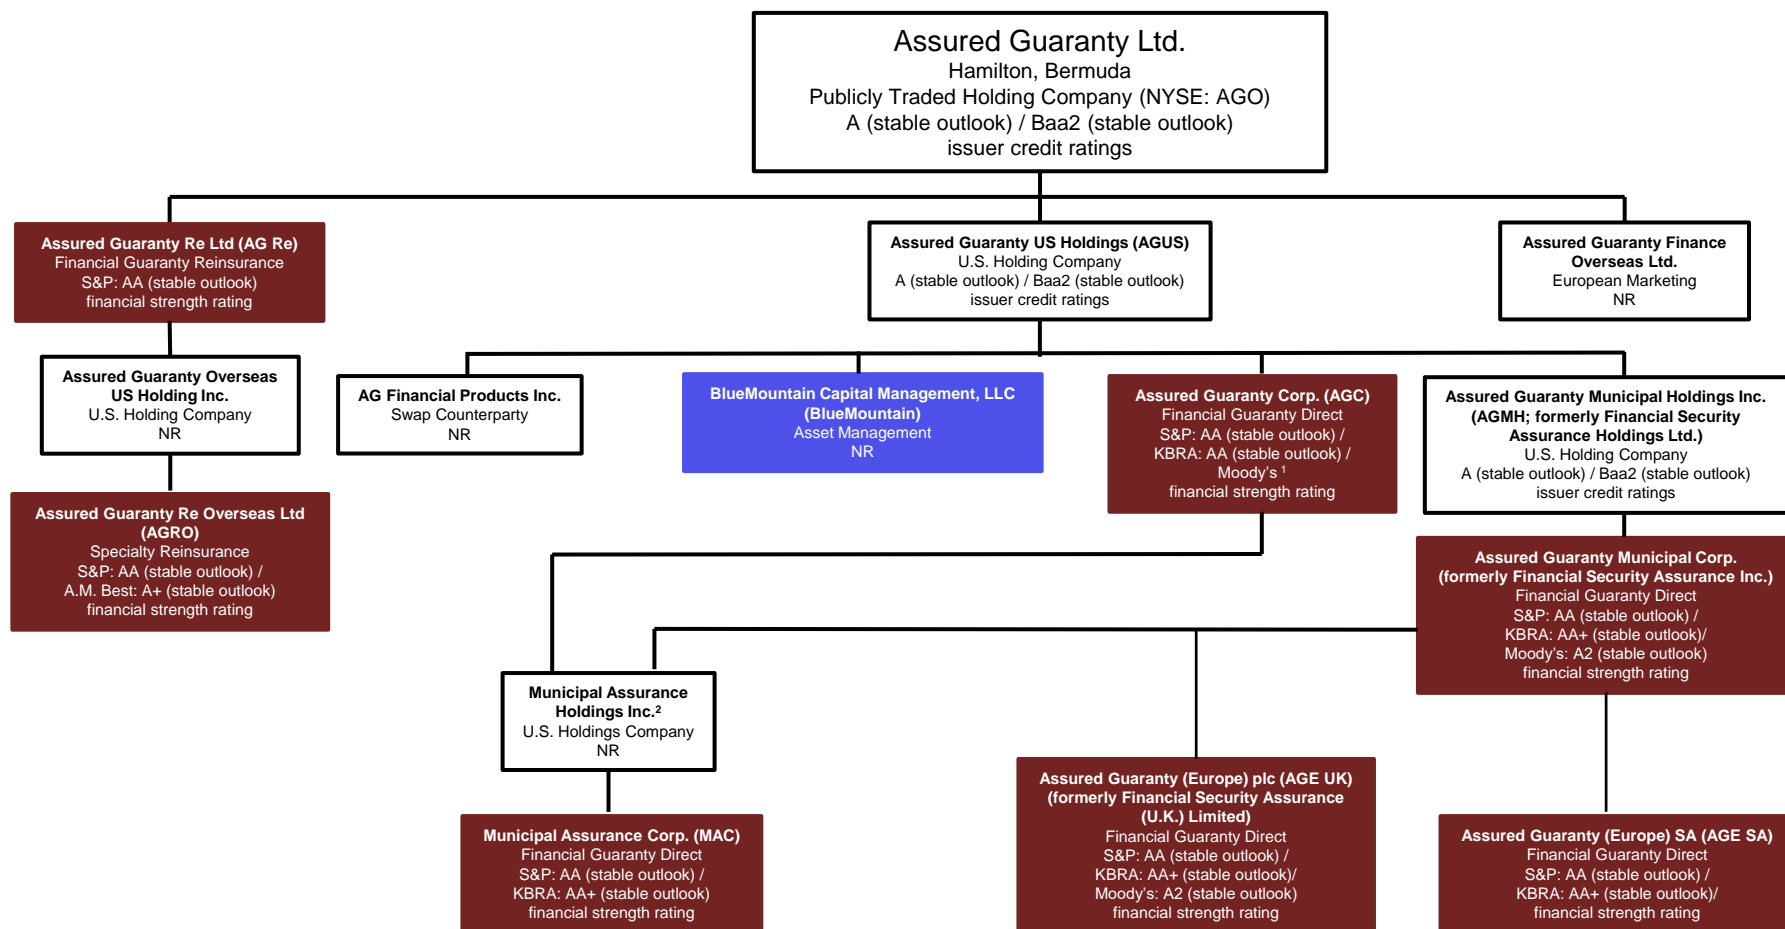 Assured Guaranty Ltd.
Hamilton, Bermuda
Publicly Traded Holding Company (NYSE: AGO)
A (stable outlook) / Baa2 (stable outlook)
issuer credit ratings
Assured Guaranty Re Ltd (AG Re)
Financial Guaranty Reinsurance
S&P: AA (stable outlook)
financial strength rating
Assured Guaranty US Holdings (AGUS)
U.S. Holding Company
A (stable outlook) / Baa2 (stable outlook)
issuer credit ratings
Assured Guaranty Finance
Overseas Ltd.
European Marketing
NR
Assured Guaranty Overseas
US Holding Inc.
U.S. Holding Company
NR
AG Financial Products Inc.
Swap Counterparty
NR
BlueMountain Capital Management, LLC
(BlueMountain)
Asset Management
NR
Assured Guaranty Corp. (AGC)
Financial Guaranty Direct
S&P: AA (stable outlook) /
KBRA: AA (stable outlook) /
Moody's ¹
financial strength rating
Assured Guaranty Municipal Holdings Inc.
(AGMH; formerly Financial Security
Assurance Holdings Ltd.)
U.S. Holding Company
A (stable outlook) / Baa2 (stable outlook)
issuer credit ratings
Assured Guaranty Re Overseas Ltd
(AGRO)
Specialty Reinsurance
S&P: AA (stable outlook) /
A.M. Best: A+ (stable outlook)
financial strength rating
Assured Guaranty Municipal Corp.
(formerly Financial Security Assurance Inc.)
Financial Guaranty Direct
S&P: AA (stable outlook) /
KBRA: AA+ (stable outlook)/
Moody's: A2 (stable outlook)
financial strength rating
Municipal Assurance
Holdings Inc.²
U.S. Holdings Company
NR
Municipal Assurance Corp. (MAC)
Financial Guaranty Direct
S&P: AA (stable outlook) /
KBRA: AA+ (stable outlook)
financial strength rating
Assured Guaranty (Europe) plc (AGE UK)
(formerly Financial Security Assurance
(U.K.) Limited)
Financial Guaranty Direct
S&P: AA (stable outlook) /
KBRA: AA+ (stable outlook)/
Moody's: A2 (stable outlook)
financial strength rating
Assured Guaranty (Europe) SA (AGE SA)
Financial Guaranty Direct
S&P: AA (stable outlook) /
KBRA: AA+ (stable outlook)/
financial strength rating